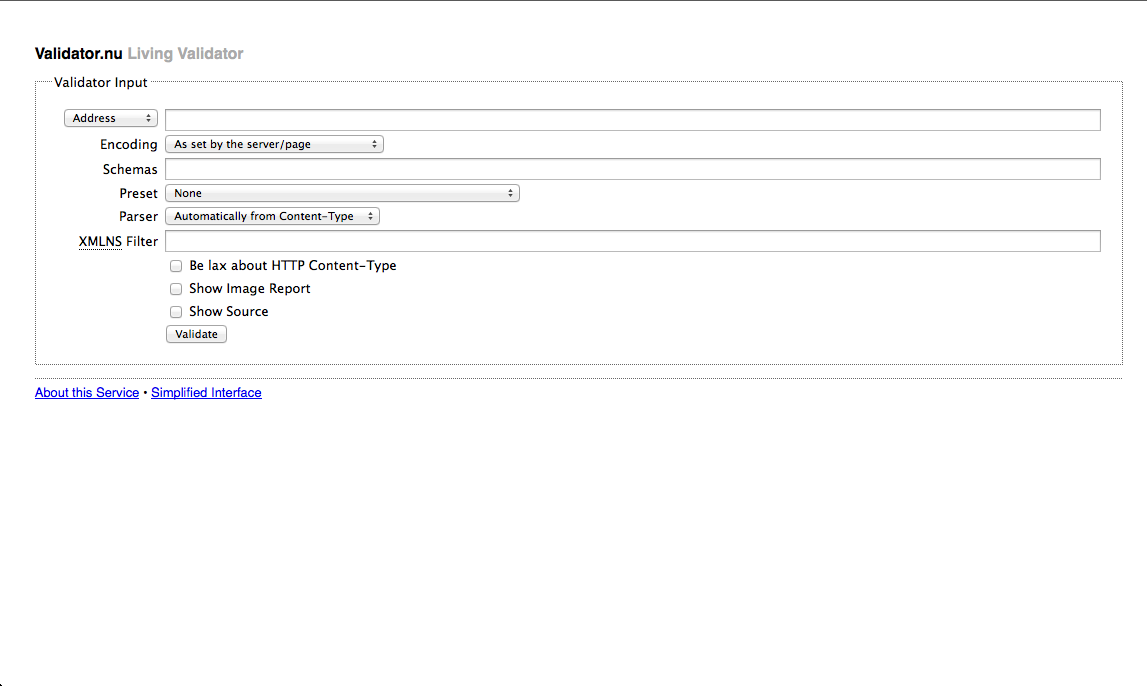 Validator.nu Living Validator
Validator Input
Address
Encoding As set by the server/page
Schemas
Preset None
Parser Automatically from Content-Type
XMLNS Filter
Be lax about HTTP Content-Type
Show Image Report
Show Source
Validate
About this Service • Simplified Interface